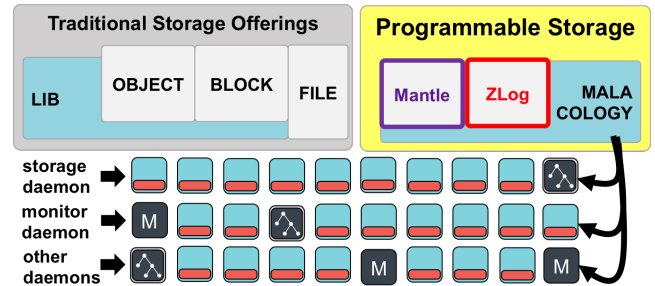 Traditional Storage Offerings
LIB
OBJECT
BLOCK
FILE
Programmable Storage
Mantle
ZLog
MALA
COLOGY
storage
daemon
monitor
daemon
M
other
daemons
M
M